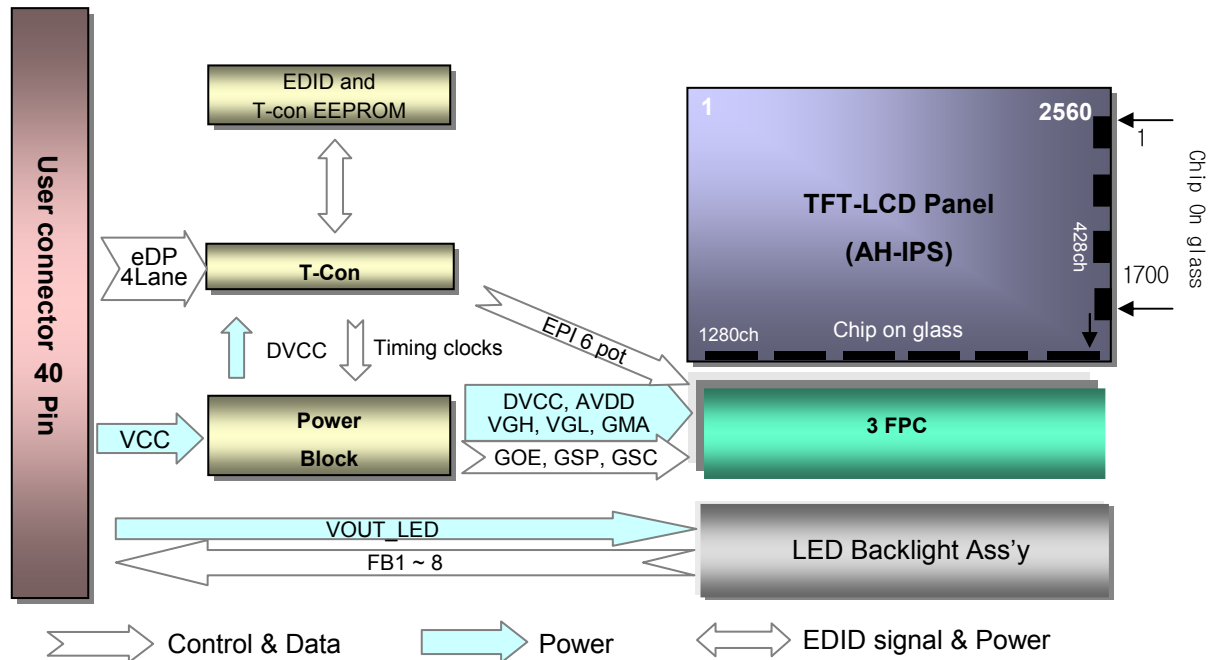 User connector 40 Pin
EDID and
T-con EEPROM
eDP
4Lane
T-Con
DVCC
Timing clocks
VCC
Power
Block
EPI 6 pot
DVCC, AVDD
VGH, VGL, GMA
GOE, GSP, GSC
VOUT_LED
FB1 ~ 8
1
2560
TFT-LCD Panel
(AH-IPS)
428ch
1280ch
Chip on glass
1
1700
Chip On glass
3 FPC
LED Backlight Ass'y
Control & Data
Power
EDID signal & Power